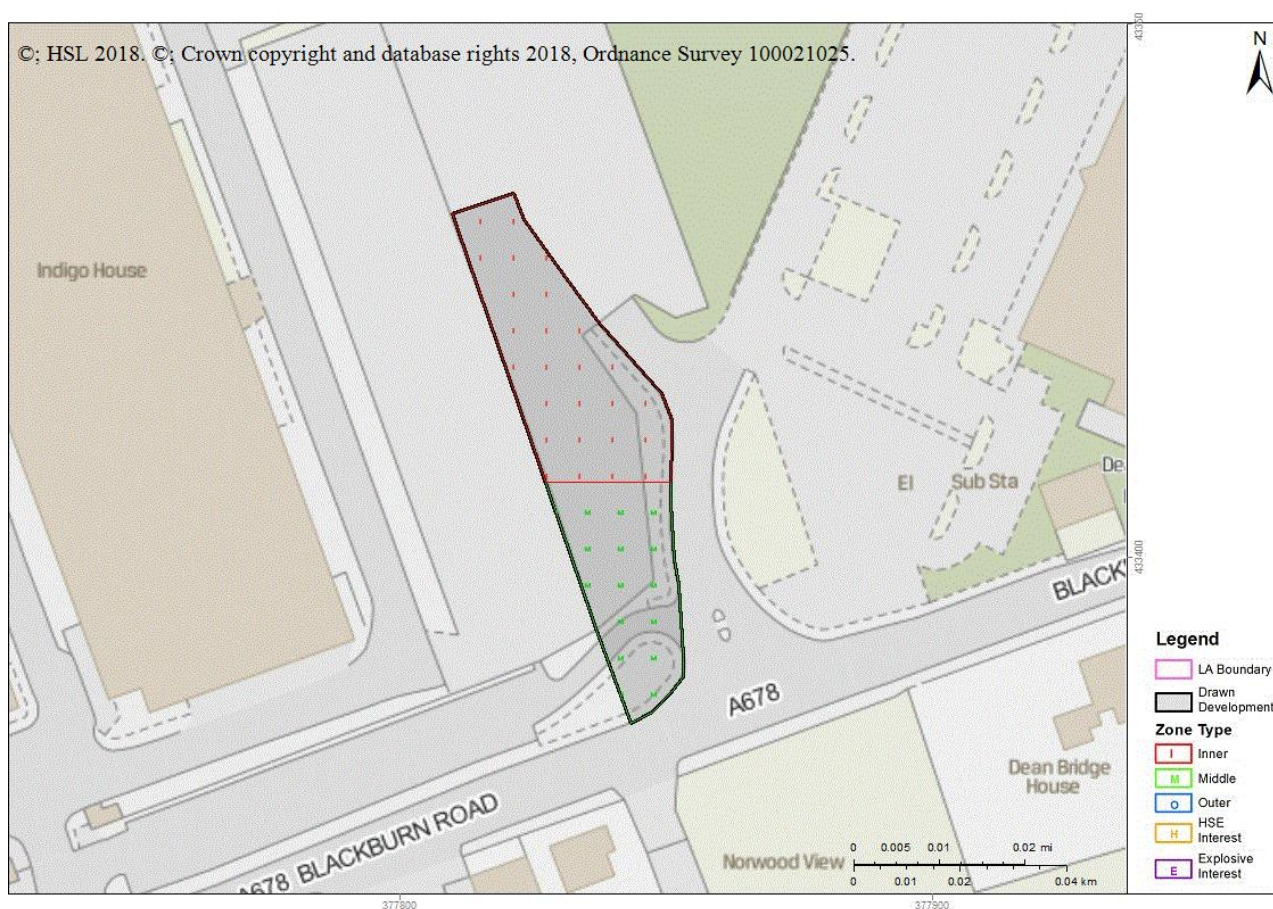 ©; HSL 2018. ©; Crown copyright and database rights 2018, Ordnance Survey 100021025.
433350
N
Indigo House
El Sub Sta
De
433400
BLACK
A678
Dean Bridge
House
A678 BLACKBURN ROAD
Norwood View
0 0.005 0.01 0.02 mi
0 0.01 0.02 0.04 km
377800
377900
Legend
LA Boundary
Drawn
Development
Zone Type
I Inner
M Middle
O Outer
H HSE
Interest
E Explosive
Interest